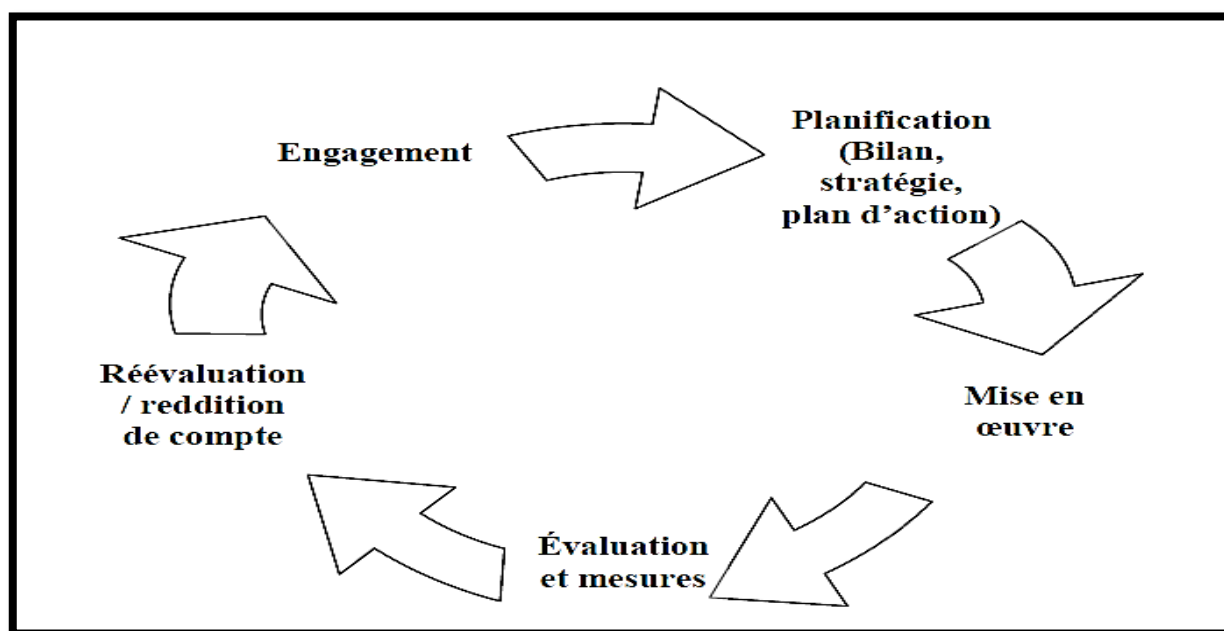 Engagement
Planification
(Bilan,
stratégie,
plan d’action)
Mise en
œuvre
Évaluation
et mesures
Réévaluation
/ reddition
de compte